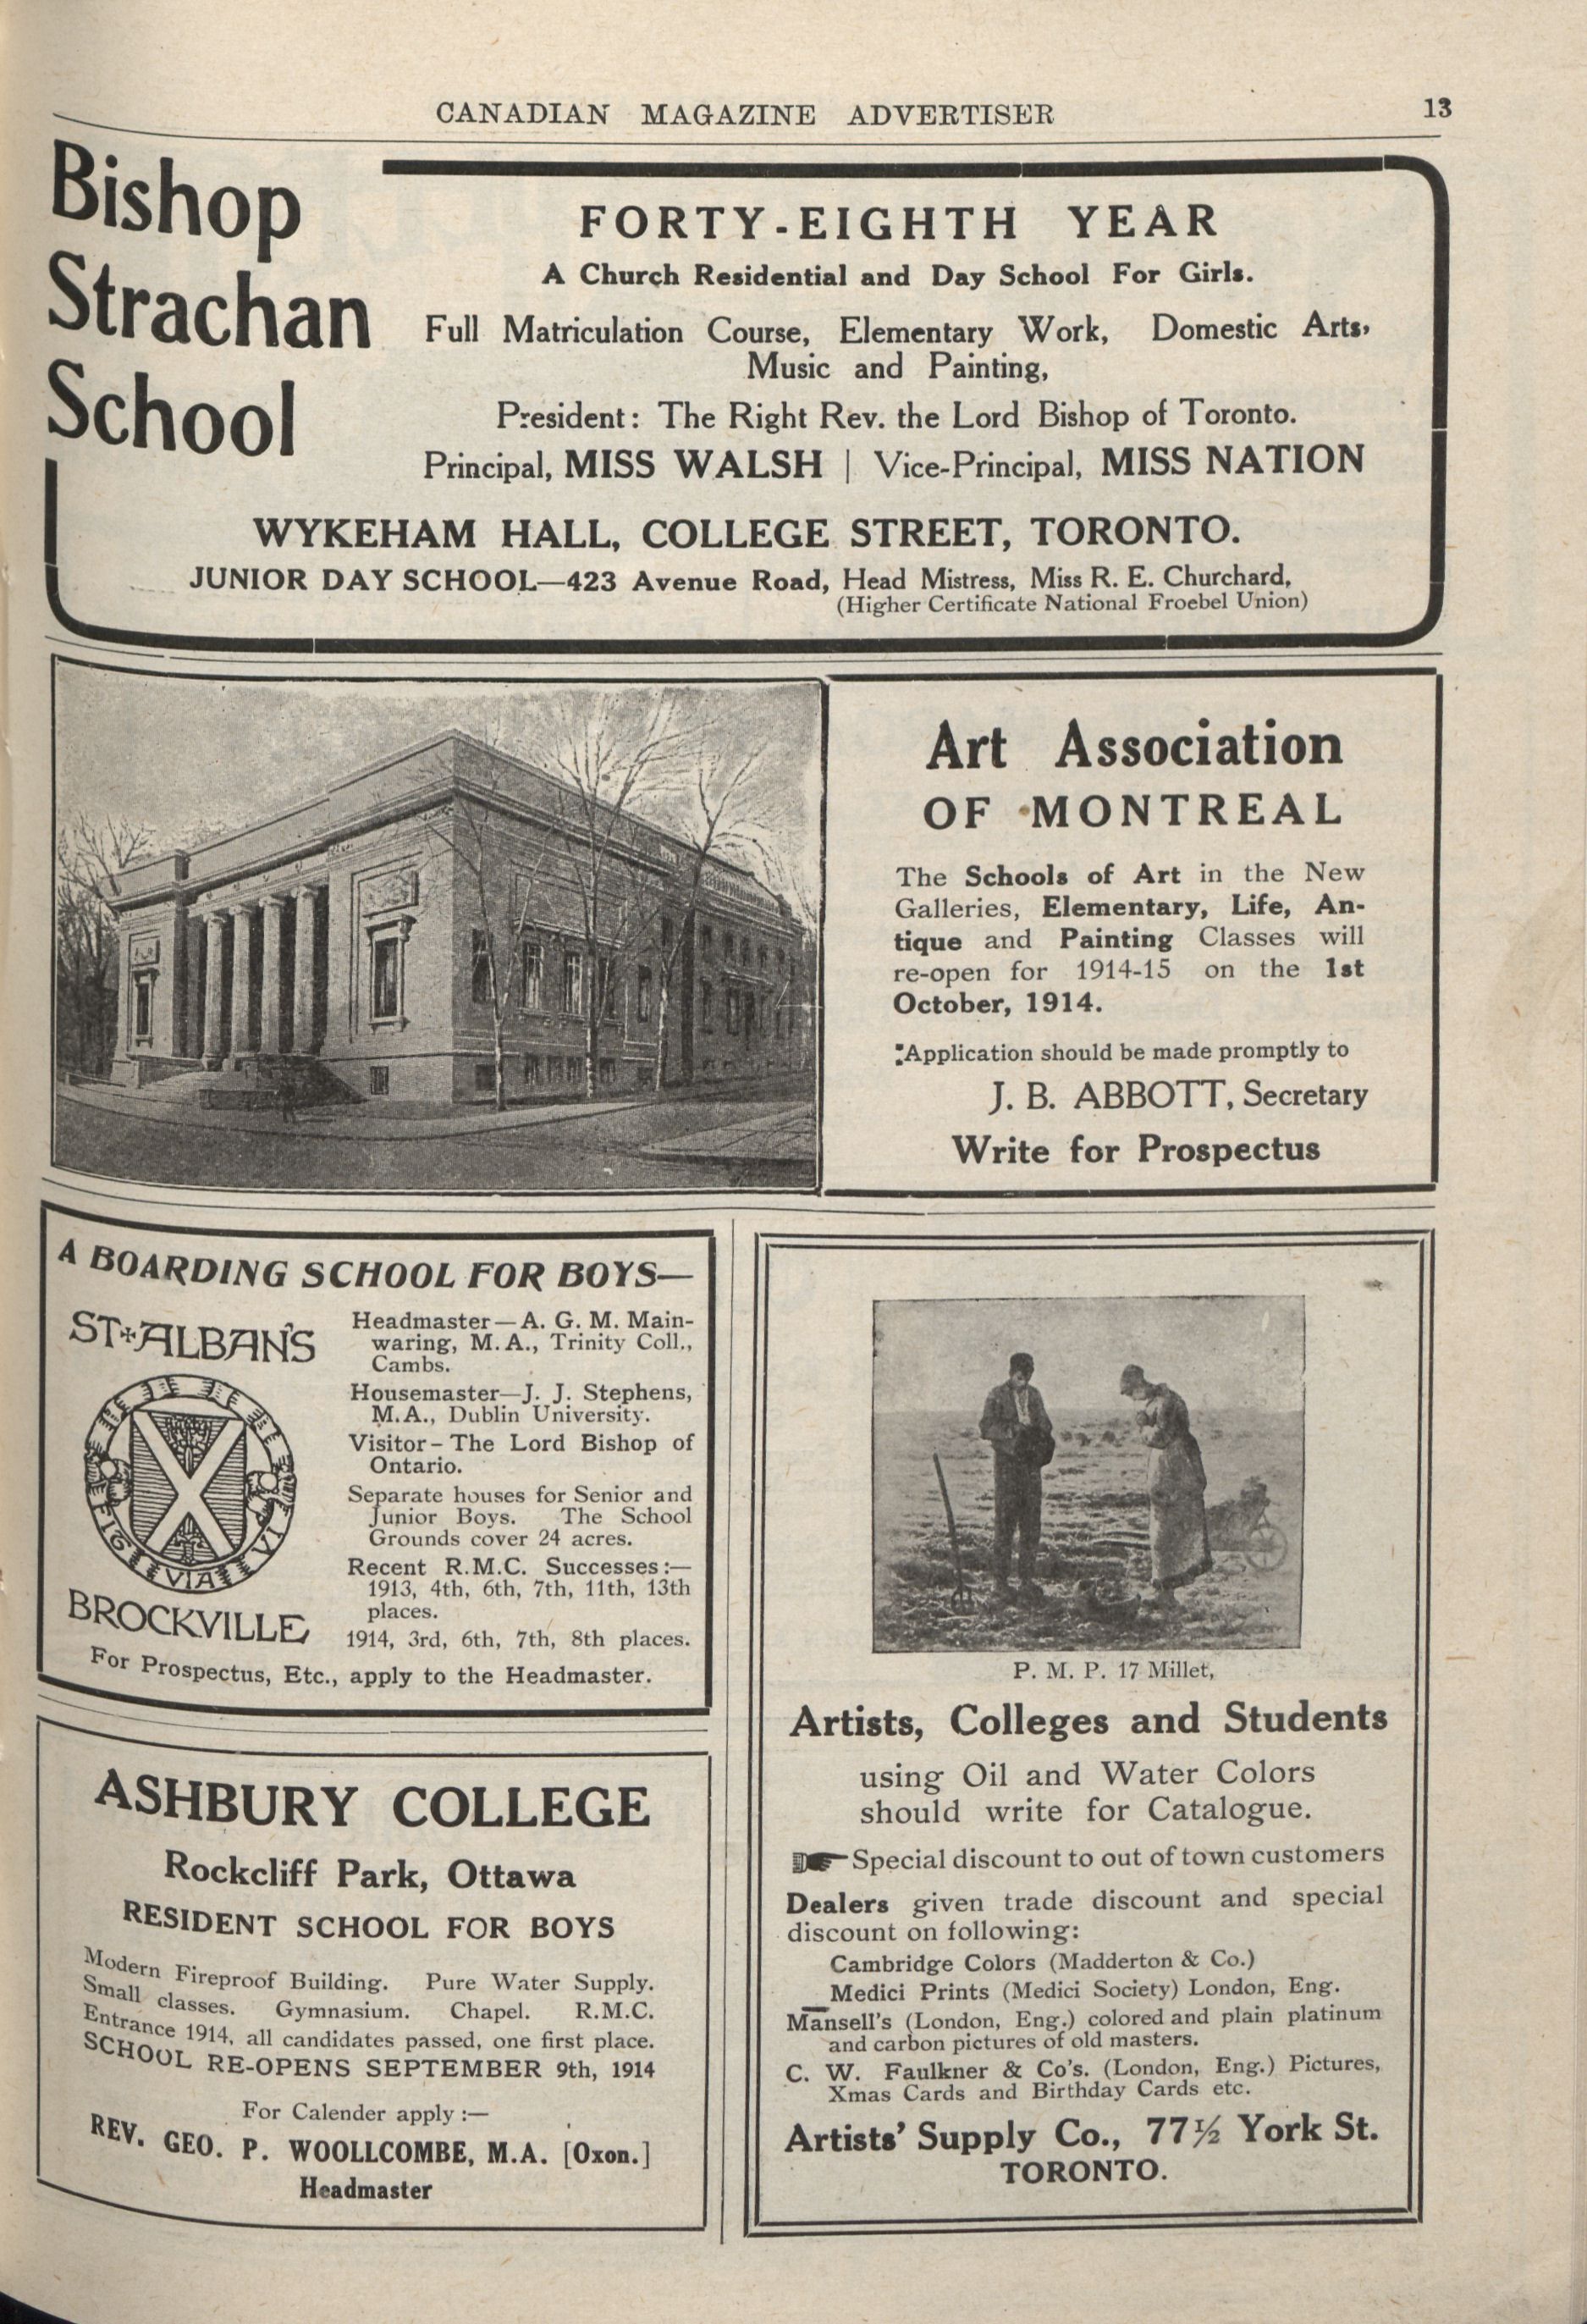 CANADIAN MAGAZINE ADVERTISER 13
Bishop
Strachan
School
FORTY-EIGHTH YEAR
A Church Residential and Day School For Girls.
Full Matriculation Course, Elementary Work, Domestic Arts,
Music and Painting,
President: The Right Rev. the Lord Bishop of Toronto.
Principal, MISS WALSH | Vice-Principal, MISS NATION
WYKEHAM HALL, COLLEGE STREET, TORONTO.
JUNIOR DAY SCHOOL—423 Avenue Road, Head Mistress, Miss R. E. Churchard,
(Higher Certificate National Froebel Union)
Art Association
OF MONTREAL
The Schools of Art in the New
Galleries, Elementary, Life, An-
tique and Painting Classes will
re-open for 1914-15 on the 1st
October, 1914.
Application should be made promptly to
J. B. ABBOTT, Secretary
Write for Prospectus
A BOARDING SCHOOL FOR BOYS—
ST ALBAN'S
VIA
BROCKVILLE
Headmaster—A. G. M. Main-
waring, M.A., Trinity Coll.,
Cambs.
Housemaster—J. J. Stephens,
M.A., Dublin University.
Visitor-The Lord Bishop of
Ontario.
Separate houses for Senior and
Junior Boys. The School
Grounds cover 24 acres.
Recent R.M.C. Successes:—
1913, 4th, 6th, 7th, 11th, 13th
places.
1914, 3rd, 6th, 7th, 8th places.
For Prospectus, Etc., apply to the Headmaster.
ASHBURY COLLEGE
Rockcliff Park, Ottawa
RESIDENT SCHOOL FOR BOYS
Modern Fireproof Building. Pure Water Supply.
Small classes. Gymnasium. Chapel. R.M.C.
Entrance 1914, all candidates passed, one first place.
SCHOOL RE-OPENS SEPTEMBER 9th, 1914
For Calender apply:—
REV. GEO. P. WOOLLCOMBE, M.A. [Oxon.]
Headmaster
P. M. P. 17 Millet,
Artists, Colleges and Students
using Oil and Water Colors
should write for Catalogue.
☛ Special discount to out of town customers
Dealers given trade discount and special
discount on following:
Cambridge Colors (Madderton & Co.)
Medici Prints (Medici Society) London, Eng.
Mansell's (London, Eng.) colored and plain platinum
and carbon pictures of old masters.
C. W. Faulkner & Co's. (London, Eng.) Pictures,
Xmas Cards and Birthday Cards etc.
Artists' Supply Co., 77½ York St.
TORONTO.